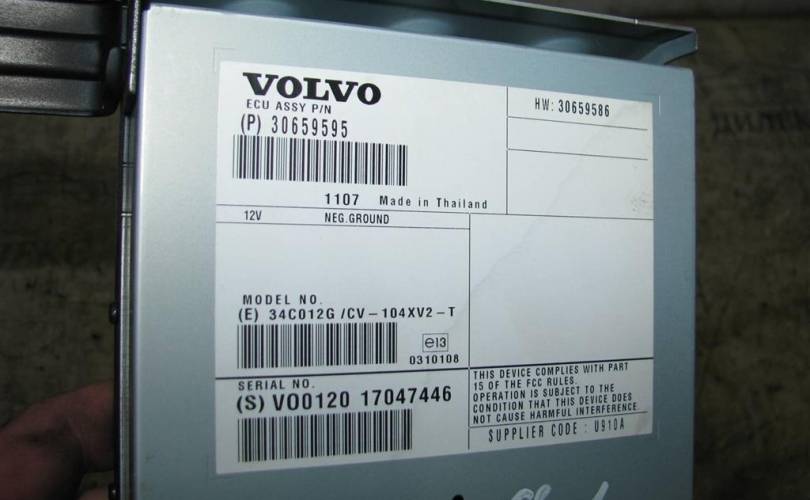 VOLVO
ECU ASSY P/N
(P) 30659595
HW: 30659586
1107 Made in Thailand
12V NEG.GROUND
MODEL NO.
(E) 34C012G /CV-104XV2-T
e13
0310108
SERIAL NO.
(S) V00120 17047446
THIS DEVICE COMPLIES WITH PART
15 OF THE FCC RULES.
OPERATION IS SUBJECT TO THE
CONDITION THAT THIS DEVICE DOES
NOT CAUSE HARMFUL INTERFERENCE.
SUPPLIER CODE : U910A